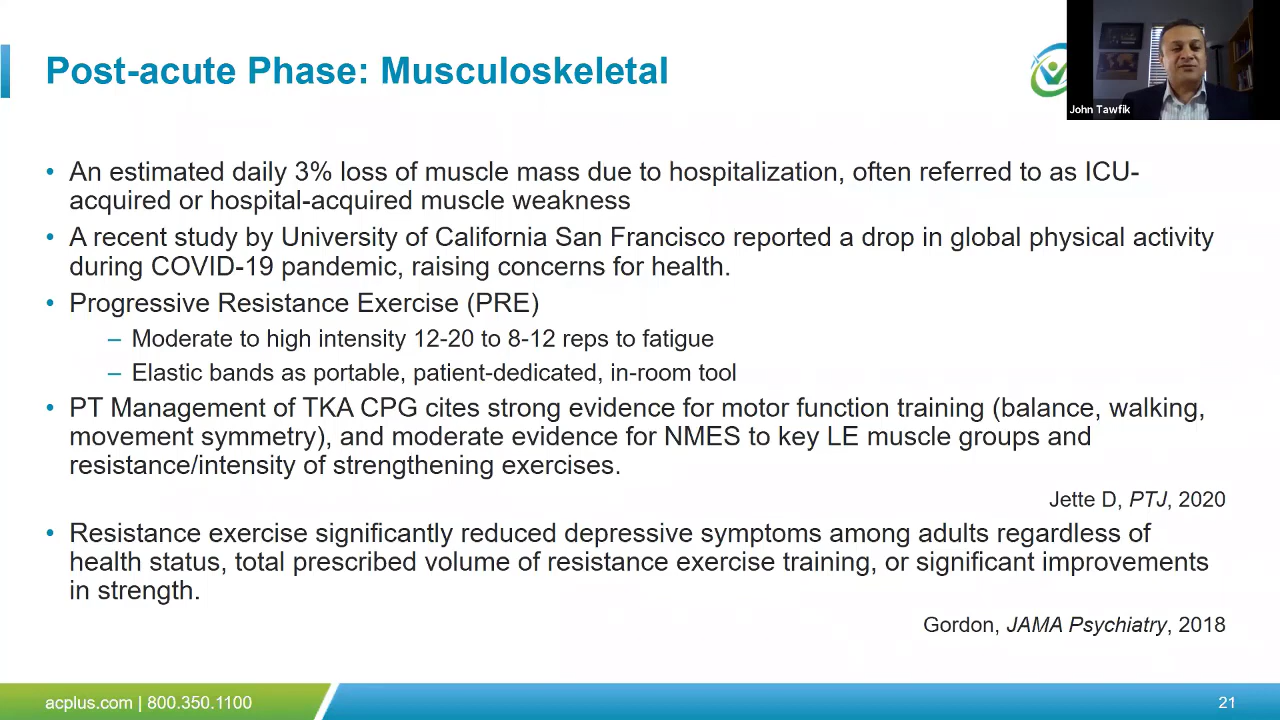 Post-acute Phase: Musculoskeletal
John Tawfik
• An estimated daily 3% loss of muscle mass due to hospitalization, often referred to as ICU-
acquired or hospital-acquired muscle weakness
• A recent study by University of California San Francisco reported a drop in global physical activity
during COVID-19 pandemic, raising concerns for health.
• Progressive Resistance Exercise (PRE)
– Moderate to high intensity 12-20 to 8-12 reps to fatigue
– Elastic bands as portable, patient-dedicated, in-room tool
• PT Management of TKA CPG cites strong evidence for motor function training (balance, walking,
movement symmetry), and moderate evidence for NMES to key LE muscle groups and
resistance/intensity of strengthening exercises.
Jette D, PTJ, 2020
• Resistance exercise significantly reduced depressive symptoms among adults regardless of
health status, total prescribed volume of resistance exercise training, or significant improvements
in strength.
Gordon, JAMA Psychiatry, 2018
acplus.com | 800.350.1100
21